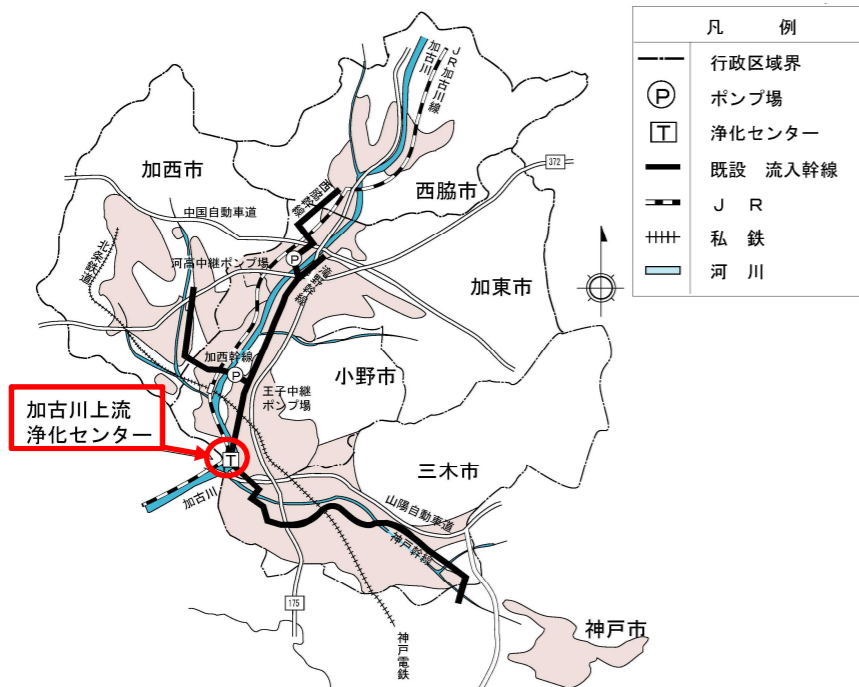 凡 例
行政区域界
P ポンプ場
T 浄化センター
既設 流入幹線
J R
私 鉄
河 川
加古川
JR加古川線
372
加西市
西脇市
西脇幹線
中国自動車道
北条鉄道
河高中継ポンプ場
P
滝野幹線
加東市
加西幹線
P
小野市
王子中継
ポンプ場
加古川上流
浄化センター
T
三木市
加古川
山陽自動車道
神戸幹線
175
神戸電鉄
神戸市